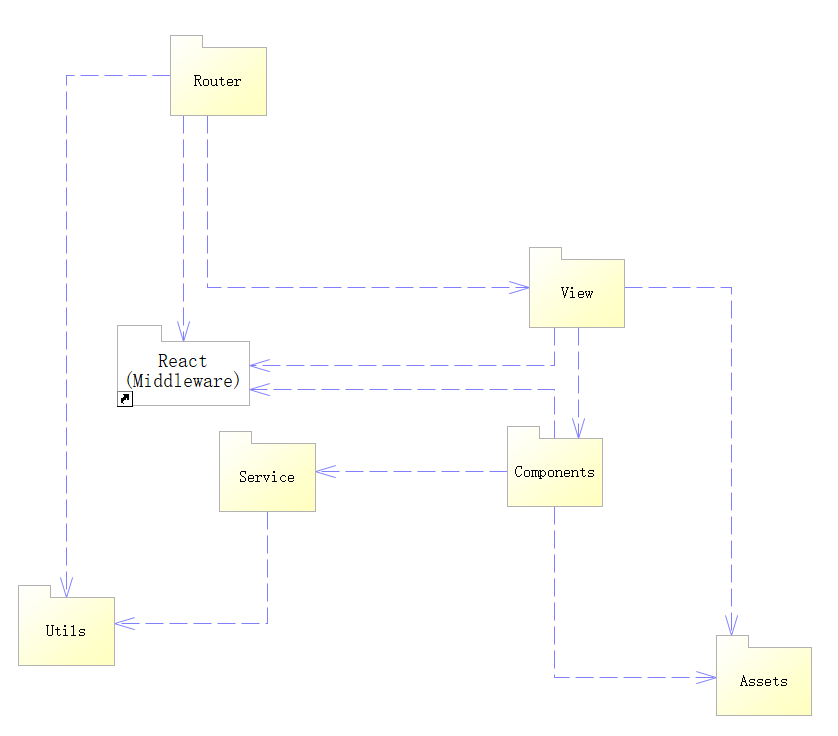 Router
View
React
(Middleware)
Service
Components
Utils
Assets